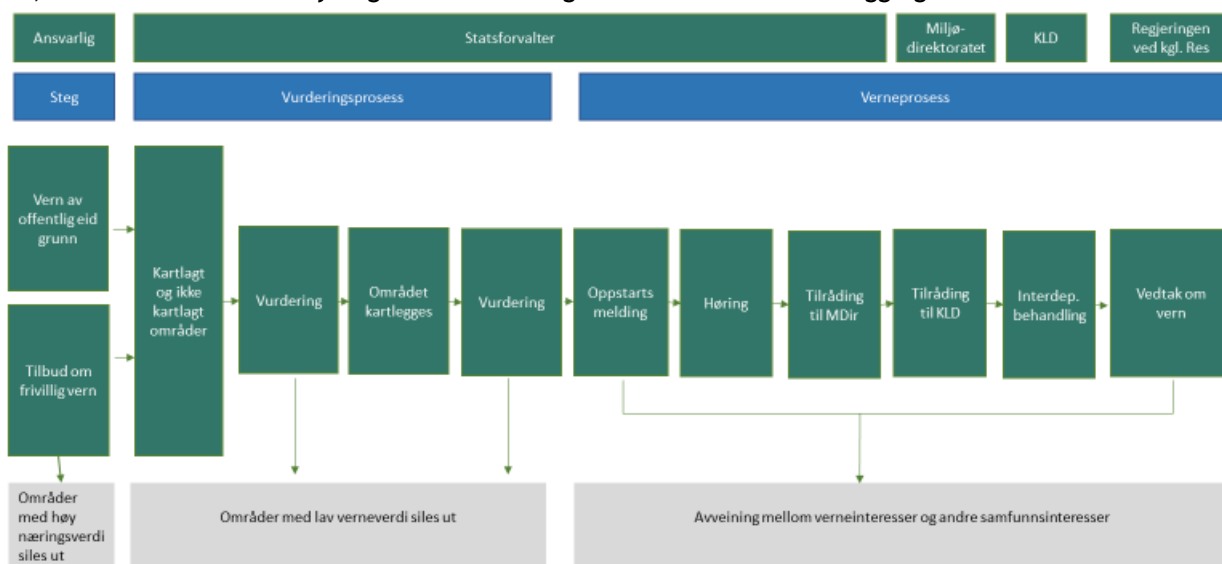 Ansvarlig
Statsforvalter
Miljø-
direktoratet
KLD
Regjeringen
ved kgl. Res
Steg
Vurderingsprosess
Verneprosess
Vern av
offentlig eid
grunn
Tilbud om
frivillig vern
Kartlagt
og ikke
kartlagt
områder
Vurdering
Området
kartlegges
Vurdering
Oppstarts
melding
Høring
Tilråding
til MDir
Tilråding
til KLD
Interdep.
behandling
Vedtak om
vern
Områder
med høy
næringsverdi
siles ut
Områder med lav verneverdi siles ut
Avveining mellom verneinteresser og andre samfunnsinteresser